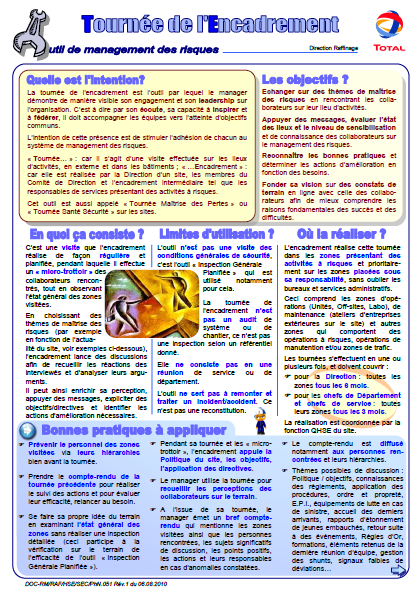 Tournée de l'Encadrement
util de management des risques
Direction Raffinage
TOTAL
Quelle est l'intention?
La tournée de l'encadrement est l'outil par lequel le manager
démontre de manière visible son engagement et son leadership sur
l'organisation. C'est à dire par son écoute, sa capacité à inspirer et
à fédérer, il doit accompagner les équipes vers l'atteinte d'objectifs
communs.
L'intention de cette présence est de stimuler l'adhésion de chacun au
système de management des risques.
« Tournée... » : car il s'agit d'une visite effectuée sur les lieux
d'activités, en externe et dans les bâtiments ; « ...Encadrement » :
car elle est réalisée par la Direction d'un site, les membres du
Comité de Direction et l'encadrement intermédiaire tel que les
responsables de services présentant des activités à risques.
Cet outil est aussi appelé « Tournée Maîtrise des Pertes » ou
« Tournée Santé Sécurité » sur les sites.
Les objectifs ?
Echanger sur des thèmes de maîtrise
des risques en rencontrant les colla-
borateurs sur leur lieu d'activités.
Appuyer des messages, évaluer l'état
des lieux et le niveau de sensibilisation
et de connaissance des collaborateurs sur
le management des risques.
Reconnaître les bonnes pratiques et
déterminer les actions d'amélioration en
fonction des besoins.
Fonder sa vision sur des constats de
terrain en ligne avec celle des collabo-
rateurs afin de mieux comprendre les
raisons fondamentales des succès et des
difficultés.
En quoi ça consiste ?
C'est une visite que l'encadrement
réalise de façon régulière et
planifiée, pendant laquelle il effectue
un « micro-trottoir » des
collaborateurs rencon-
trés, tout en observant
l'état général des zones
visitées.
En choisissant des
thèmes de maîtrise des
risques (par exemple
en fonction de l'actua-
lité du site, voir exemples ci-dessous),
l'encadrement lance des discussions
afin de recueillir les réactions des
interviewés et d'analyser leurs argu-
ments.
Il peut ainsi enrichir sa perception,
appuyer des messages, expliciter des
objectifs/directives et identifier les
actions d'amélioration nécessaires.
Limites d'utilisation ?
L'outil n'est pas une visite des
conditions générales de sécurité,
c'est l'outil « Inspection Générale
Planifiée » qui est
utilisé notamment
pour cela.
La tournée de
l'encadrement n'est
pas un audit de
système ou de
chantier, ce n'est pas
une inspection selon un référentiel
donné.
Elle ne consiste pas en une
réunion de service ou de
département.
L'outil ne sert pas à remonter et
traiter un incident/accident. Ce
n'est pas une reconstitution.
Où la réaliser ?
L'encadrement réalise cette tournée
dans les zones présentant des
activités à risques et prioritaire-
ment sur les zones placées sous
sa responsabilité, sans oublier les
bureaux et services administratifs.
Ceci comprend les zones d'opé-
rations (Unités, Off-sites, Labo), de
maintenance (ateliers d'entreprises
extérieures sur le site) et autres
zones qui comportent des
opérations à risques, opérations de
manutention et/ou zones de trafic.
Les tournées s'effectuent en une ou
plusieurs fois, et doivent couvrir :
pour la Direction : toutes les
zones tous les 6 mois.
pour les chefs de Département
et chefs de service : toutes
leurs zones tous les 3 mois.
La réalisation est coordonnée par la
fonction QHSE du site.
Bonnes pratiques à appliquer
Prévenir le personnel des zones
visitées via leurs hiérarchies
bien avant la tournée.
Prendre le compte-rendu de la
tournée précédente pour réaliser
le suivi des actions et pour évaluer
leur efficacité, relancer au besoin.
Se faire sa propre idée du terrain
en examinant l'état général des
zones sans réaliser une inspection
détaillée (ceci participe à la
vérification sur le terrain de
l'efficacité de l'outil « Inspection
Générale Planifiée »).
Pendant sa tournée et les « micro-
trottoir », l'encadrement appuie la
Politique du site, les objectifs,
l'application des directives.
Le manager utilise la tournée pour
recueillir les perceptions des
collaborateurs sur le terrain.
A l'issue de sa tournée, le
manager émet un bref compte-
rendu qui mentionne les zones
visitées ainsi que les personnes
rencontrées, les sujets significatifs
de discussion, les points positifs,
les actions et leurs responsables
en cas d'anomalies constatées.
Le compte-rendu est diffusé
notamment aux personnes ren-
contrées et leurs hiérarchies.
Thèmes possibles de discussion :
Politique / objectifs, connaissances
des règlements, application des
procédures, ordre et propreté,
E.P.I., équipements de lutte en cas
de sinistre, accueil des derniers
arrivants, rapports d'étonnement
de jeunes embauchés, retour suite
à des événements, Règles d'Or,
formations, éléments retenus de la
dernière réunion d'équipe, gestion
des shunts, signaux faibles de
déviations...
DOC-RM/RAF/HSE/SEC/PhN.051 Rév.1 du 06.08.2010